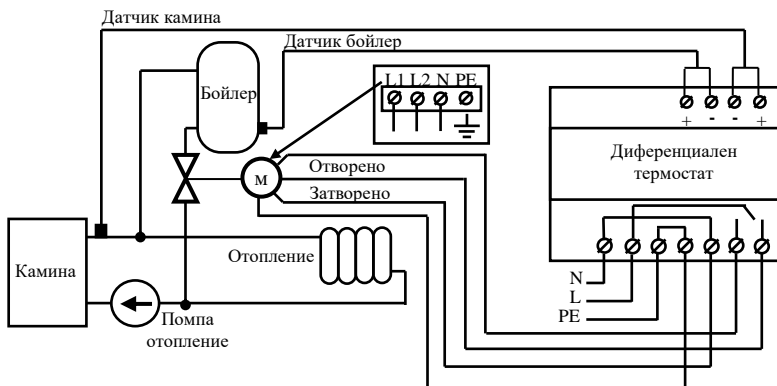 Датчик камина
Датчик бойлер
Бойлер
L1 L2 N PE
+ - - +
Диференциален
термостат
Отворено
м
Затворено
Камина
Отопление
N
L
PE
Помпа
отопление